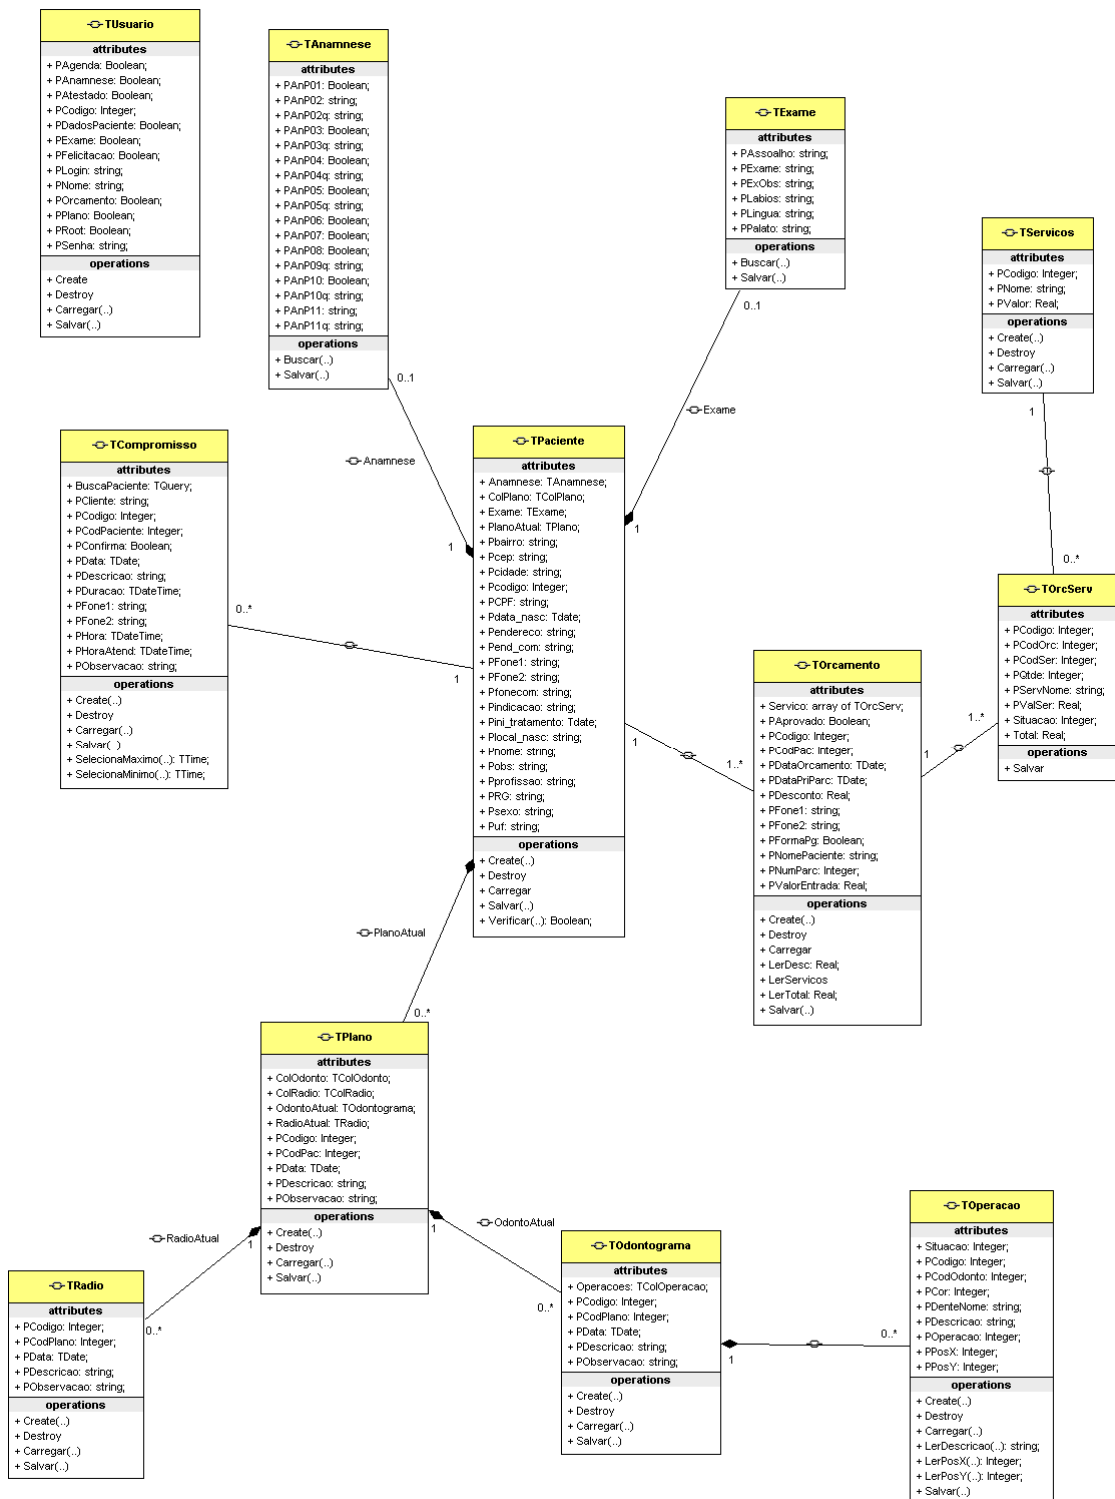 TUsuario
attributes
+ PAgenda: Boolean;
+ PAnamnese: Boolean;
+ PAtestado: Boolean;
+ PCodigo: Integer;
+ PDadosPaciente: Boolean;
+ PExame: Boolean;
+ PFelicitacao: Boolean;
+ PLogin: string;
+ PNome: string;
+ POrcamento: Boolean;
+ PPlano: Boolean;
+ PRoot: Boolean;
+ PSenha: string;
operations
+ Create
+ Destroy
+ Carregar(..)
+ Salvar(..)
TAnamnese
attributes
+ PAnP01: Boolean;
+ PAnP02: string;
+ PAnP02q: string;
+ PAnP03: Boolean;
+ PAnP03q: string;
+ PAnP04: Boolean;
+ PAnP04q: string;
+ PAnP05: Boolean;
+ PAnP05q: string;
+ PAnP06: Boolean;
+ PAnP07: Boolean;
+ PAnP08: Boolean;
+ PAnP09q: string;
+ PAnP10: Boolean;
+ PAnP10q: string;
+ PAnP11: string;
+ PAnP11q: string;
operations
+ Buscar(..)
+ Salvar(..)
0..1
Anamnese
1
TExame
attributes
+ PAssoalho: string;
+ PExame: string;
+ PExObs: string;
+ PLabios: string;
+ PLingua: string;
+ PPalato: string;
operations
+ Buscar(..)
+ Salvar(..)
0..1
Exame
1
TServicos
attributes
+ PCodigo: Integer;
+ PNome: string;
+ PValor: Real;
operations
+ Create(..)
+ Destroy
+ Carregar(..)
+ Salvar(..)
1
0..*
TCompromisso
attributes
+ BuscaPaciente: TQuery;
+ PCliente: string;
+ PCodigo: Integer;
+ PCodPaciente: Integer;
+ PConfirma: Boolean;
+ PData: TDate;
+ PDescricao: string;
+ PDuracao: TDateTime;
+ PFone1: string;
+ PFone2: string;
+ PHora: TDateTime;
+ PHoraAtend: TDateTime;
+ PObservacao: string;
operations
+ Create(..)
+ Destroy
+ Carregar(..)
+ Salvar(..)
+ SelecionaMaximo(..): TTime;
+ SelecionaMinimo(..): TTime;
0..*
1
TPaciente
attributes
+ Anamnese: TAnamnese;
+ ColPlano: TColPlano;
+ Exame: TExame;
+ PlanoAtual: TPlano;
+ Pbairro: string;
+ Pcep: string;
+ Pcidade: string;
+ Pcodigo: Integer;
+ PCPF: string;
+ Pdata_nasc: Tdate;
+ Pendereco: string;
+ Pend_com: string;
+ PFone1: string;
+ PFone2: string;
+ Pfonecom: string;
+ Pindicacao: string;
+ Pini_tratamento: Tdate;
+ Plocal_nasc: string;
+ Pnome: string;
+ Pobs: string;
+ Pprofissao: string;
+ PRG: string;
+ Psexo: string;
+ Puf: string;
operations
+ Create(..)
+ Destroy
+ Carregar
+ Salvar(..)
+ Verificar(..): Boolean;
1
1..*
TOrcamento
attributes
+ Servico: array of TOrcServ;
+ PAprovado: Boolean;
+ PCodigo: Integer;
+ PCodPac: Integer;
+ PDataOrcamento: TDate;
+ PDataPriParc: TDate;
+ PDesconto: Real;
+ PFone1: string;
+ PFone2: string;
+ PFormaPg: Boolean;
+ PNomePaciente: string;
+ PNumParc: Integer;
+ PValorEntrada: Real;
operations
+ Create(..)
+ Destroy
+ Carregar
+ LerDesc: Real;
+ LerServicos
+ LerTotal: Real;
+ Salvar(..)
1
1..*
TOrcServ
attributes
+ PCodigo: Integer;
+ PCodOrc: Integer;
+ PCodSer: Integer;
+ PQtde: Integer;
+ PServNome: string;
+ PValSer: Real;
+ Situacao: Integer;
+ Total: Real;
operations
+ Salvar
PlanoAtual
0..*
TPlano
attributes
+ ColOdonto: TColOdonto;
+ ColRadio: TColRadio;
+ OdontoAtual: TOdontograma;
+ RadioAtual: TRadio;
+ PCodigo: Integer;
+ PCodPac: Integer;
+ PData: TDate;
+ PDescricao: string;
+ PObservacao: string;
operations
+ Create(..)
+ Destroy
+ Carregar(..)
+ Salvar(..)
RadioAtual
1
0..*
TRadio
attributes
+ PCodigo: Integer;
+ PCodPlano: Integer;
+ PData: TDate;
+ PDescricao: string;
+ PObservacao: string;
operations
+ Create(..)
+ Destroy
+ Carregar(..)
+ Salvar(..)
OdontoAtual
1
0..*
TOdontograma
attributes
+ Operacoes: TColOperacao;
+ PCodigo: Integer;
+ PCodPlano: Integer;
+ PData: TDate;
+ PDescricao: string;
+ PObservacao: string;
operations
+ Create(..)
+ Destroy
+ Carregar(..)
+ Salvar(..)
1
0..*
TOperacao
attributes
+ Situacao: Integer;
+ PCodigo: Integer;
+ PCodOdonto: Integer;
+ PCor: Integer;
+ PDenteNome: string;
+ PDescricao: string;
+ POperacao: Integer;
+ PPosX: Integer;
+ PPosY: Integer;
operations
+ Create(..)
+ Destroy
+ Carregar(..)
+ LerDescricao(..): string;
+ LerPosX(..): Integer;
+ LerPosY(..): Integer;
+ Salvar(..)